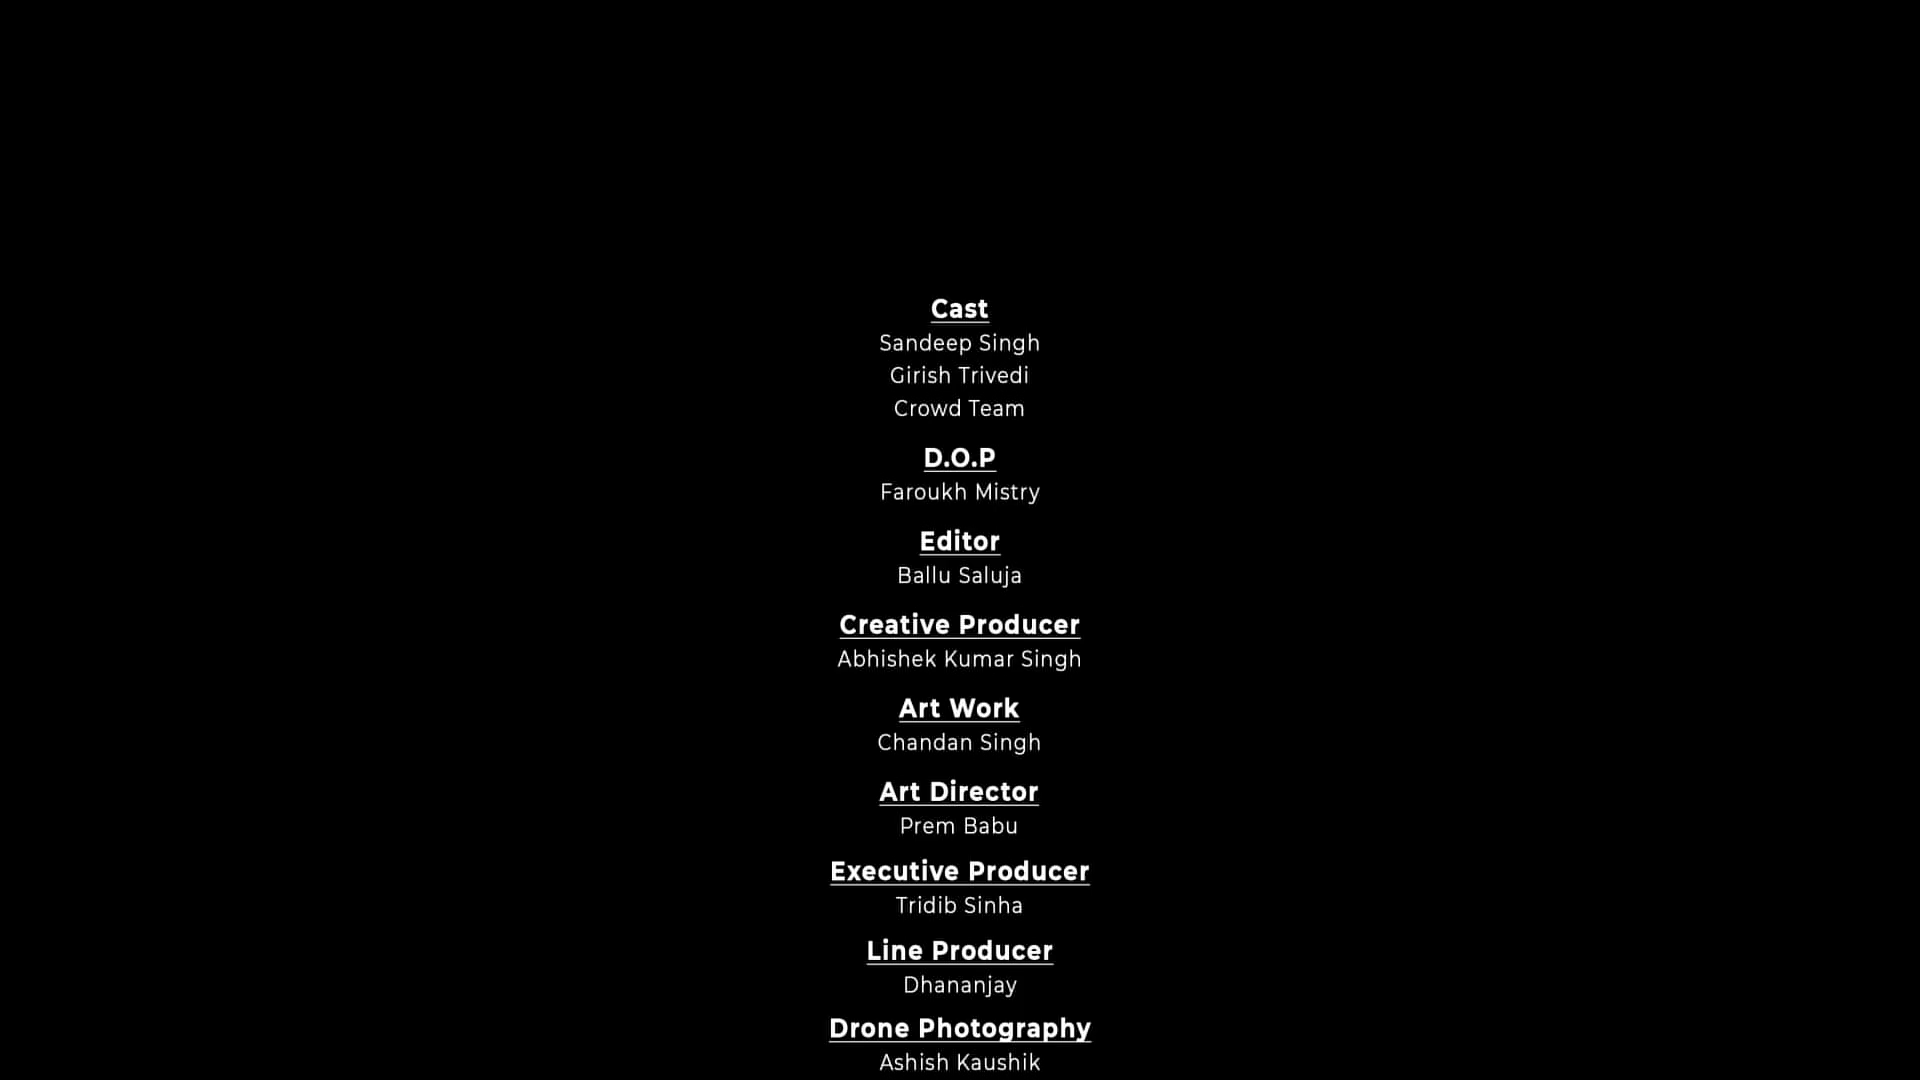 Cast
Sandeep Singh
Girish Trivedi
Crowd Team
D.O.P
Faroukh Mistry
Editor
Ballu Saluja
Creative Producer
Abhishek Kumar Singh
Art Work
Chandan Singh
Art Director
Prem Babu
Executive Producer
Tridib Sinha
Line Producer
Dhananjay
Drone Photography
Ashish Kaushik